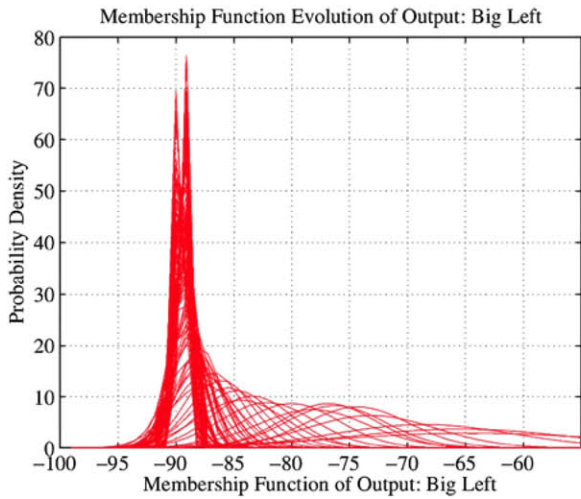 Membership Function Evolution of Output: Big Left
80
70
60
50
40
30
20
10
0
Probability Density
−100 −95 −90 −85 −80 −75 −70 −65 −60
Membership Function of Output: Big Left